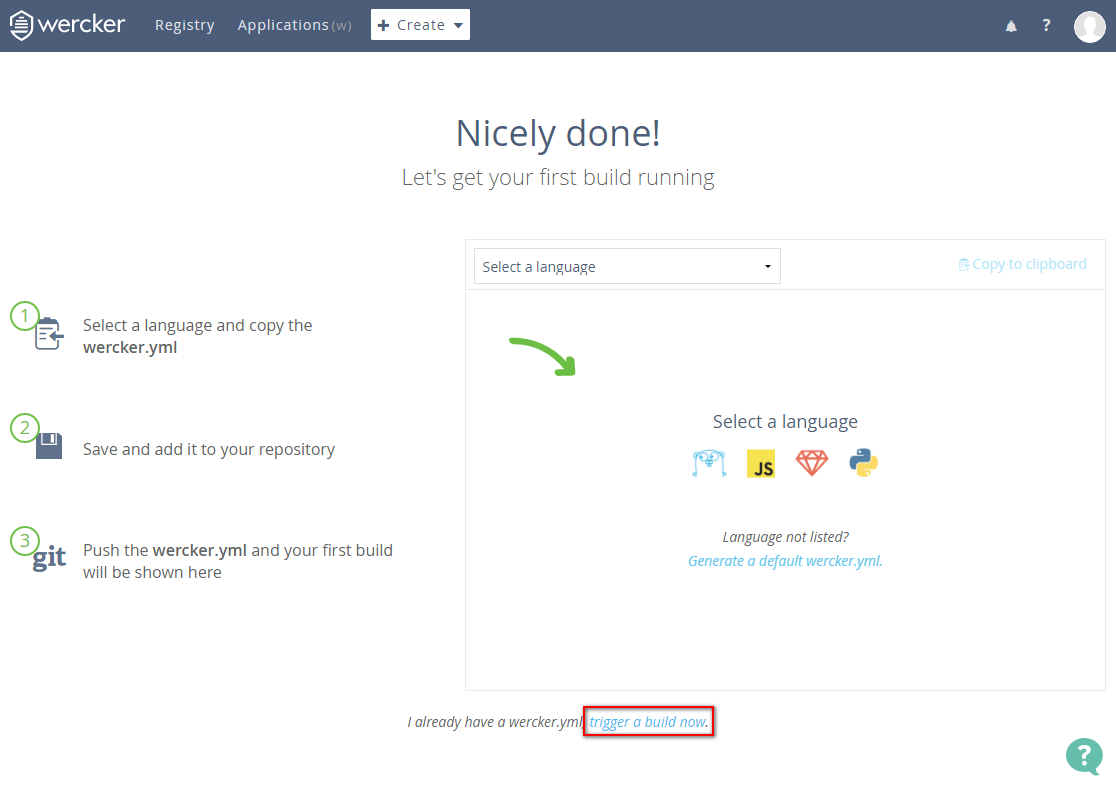 wercker Registry Applications (w) + Create ?
Nicely done!
Let's get your first build running
Select a language Copy to clipboard
1 Select a language and copy the
wercker.yml
2 Save and add it to your repository
3 git Push the wercker.yml and your first build
will be shown here
Select a language
JS
Language not listed?
Generate a default wercker.yml.
I already have a wercker.yml, trigger a build now.
?